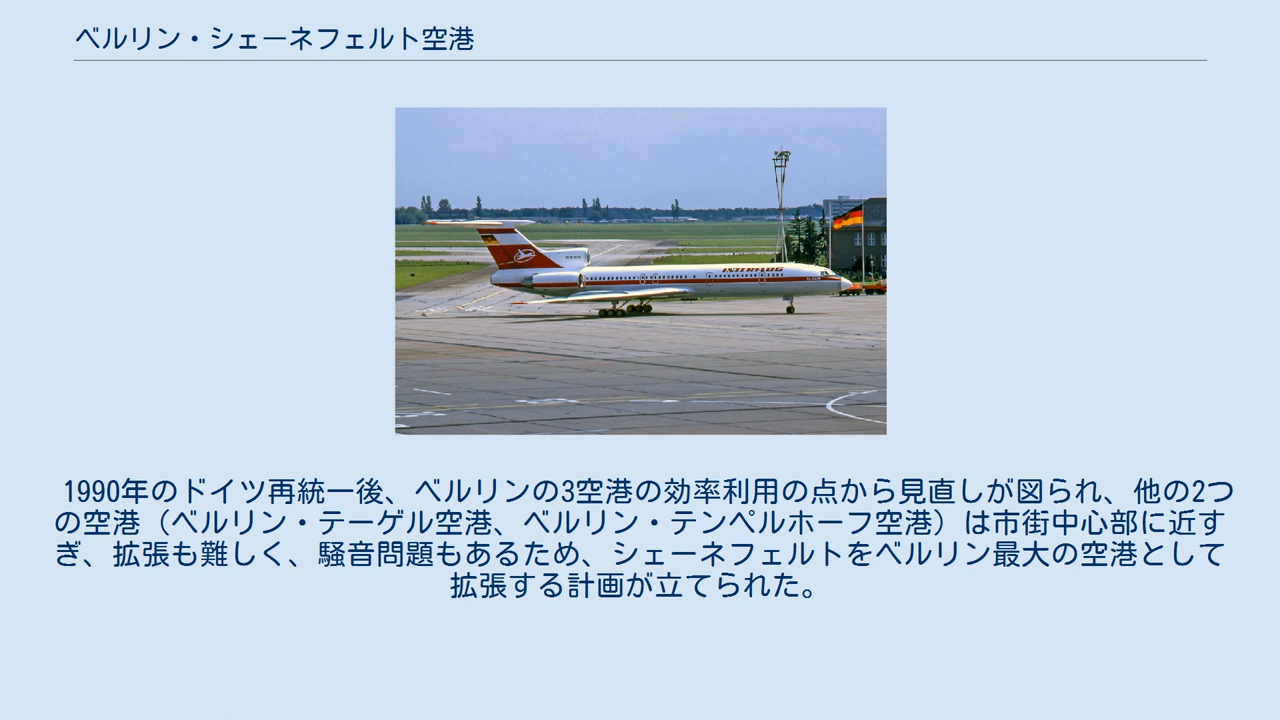 ベルリン・シェーネフェルト空港
INTERFLUG
1990年のドイツ再統一後、ベルリンの3空港の効率利用の点から見直しが図られ、他の2つ
の空港（ベルリン・テーゲル空港、ベルリン・テンペルホーフ空港）は市街中心部に近す
ぎ、拡張も難しく、騒音問題もあるため、シェーネフェルトをベルリン最大の空港として
拡張する計画が立てられた。